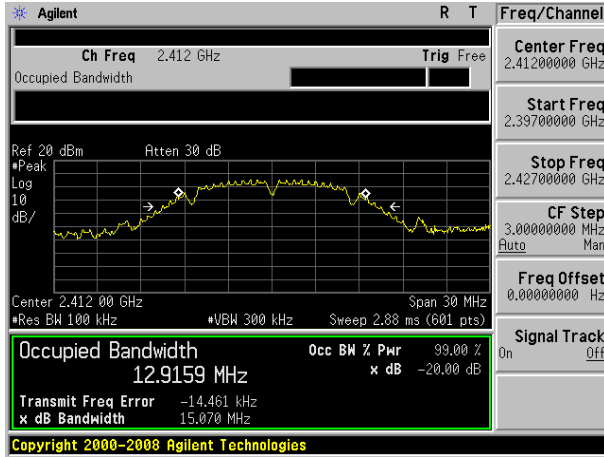 Agilent R T
Freq/Channel
Ch Freq 2.412 GHz Trig Free
Occupied Bandwidth
Center Freq
2.41200000 GHz
Start Freq
2.39700000 GHz
Stop Freq
2.42700000 GHz
CF Step
3.00000000 MHz
Auto Man
Freq Offset
0.00000000 Hz
Signal Track
On Off
Ref 20 dBm Atten 30 dB
#Peak
Log
10
dB/
Center 2.412 00 GHz Span 30 MHz
#Res BW 100 kHz #VBW 300 kHz Sweep 2.88 ms (601 pts)
Occupied Bandwidth Occ BW % Pwr 99.00 %
12.9159 MHz x dB -20.00 dB
Transmit Freq Error -14.461 kHz
x dB Bandwidth 15.070 MHz
Copyright 2000-2008 Agilent Technologies